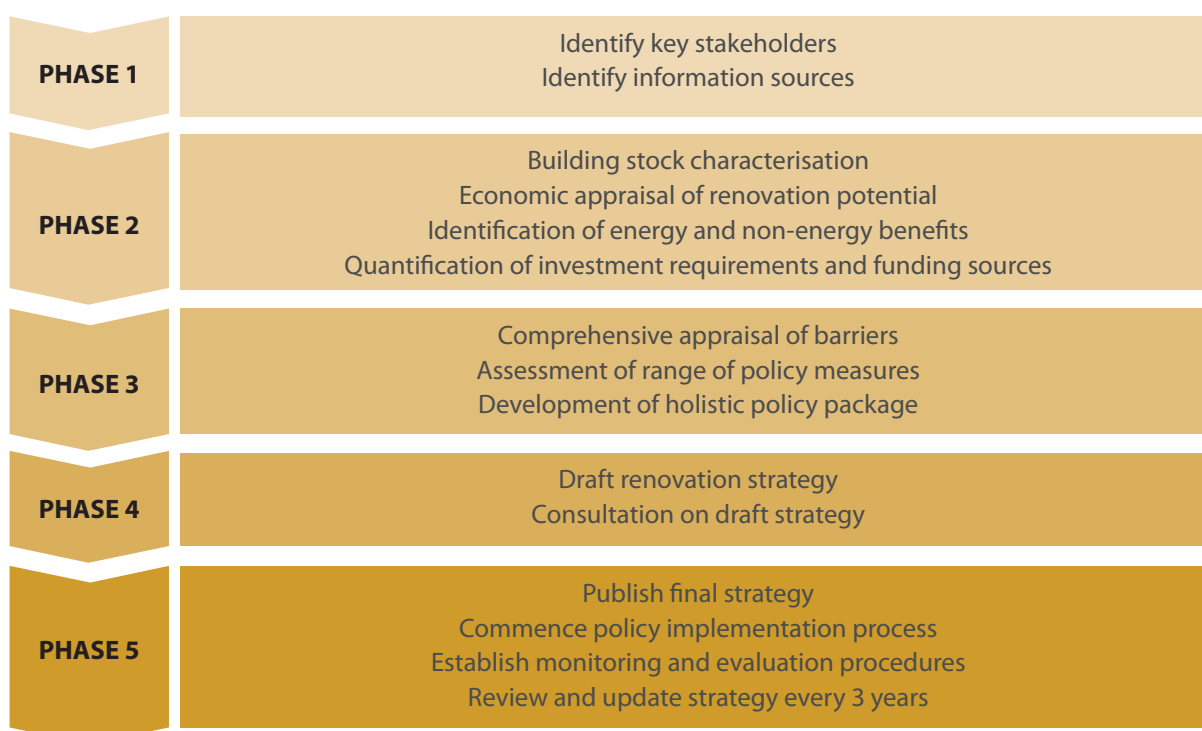 PHASE 1
Identify key stakeholders
Identify information sources
PHASE 2
Building stock characterisation
Economic appraisal of renovation potential
Identification of energy and non-energy benefits
Quantification of investment requirements and funding sources
PHASE 3
Comprehensive appraisal of barriers
Assessment of range of policy measures
Development of holistic policy package
PHASE 4
Draft renovation strategy
Consultation on draft strategy
PHASE 5
Publish final strategy
Commence policy implementation process
Establish monitoring and evaluation procedures
Review and update strategy every 3 years